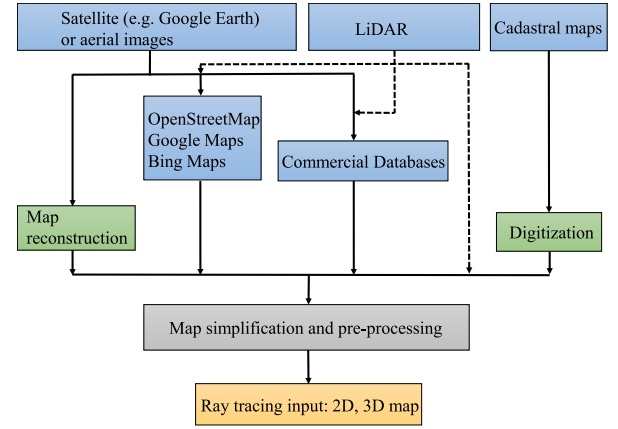 Satellite (e.g. Google Earth)
or aerial images
LiDAR
Cadastral maps
OpenStreetMap
Google Maps
Bing Maps
Commercial Databases
Map
reconstruction
Digitization
Map simplification and pre-processing
Ray tracing input: 2D, 3D map